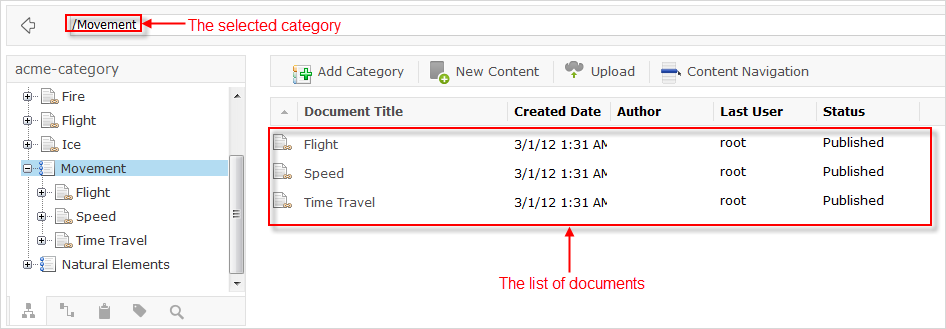 /Movement
The selected category
acme-category
Add Category
New Content
Upload
Content Navigation
Fire
Flight
Ice
Movement
Flight
Speed
Time Travel
Natural Elements
Document Title Created Date Author Last User Status
Flight 3/1/12 1:31 AM root Published
Speed 3/1/12 1:31 AM root Published
Time Travel 3/1/12 1:31 AM root Published
The list of documents